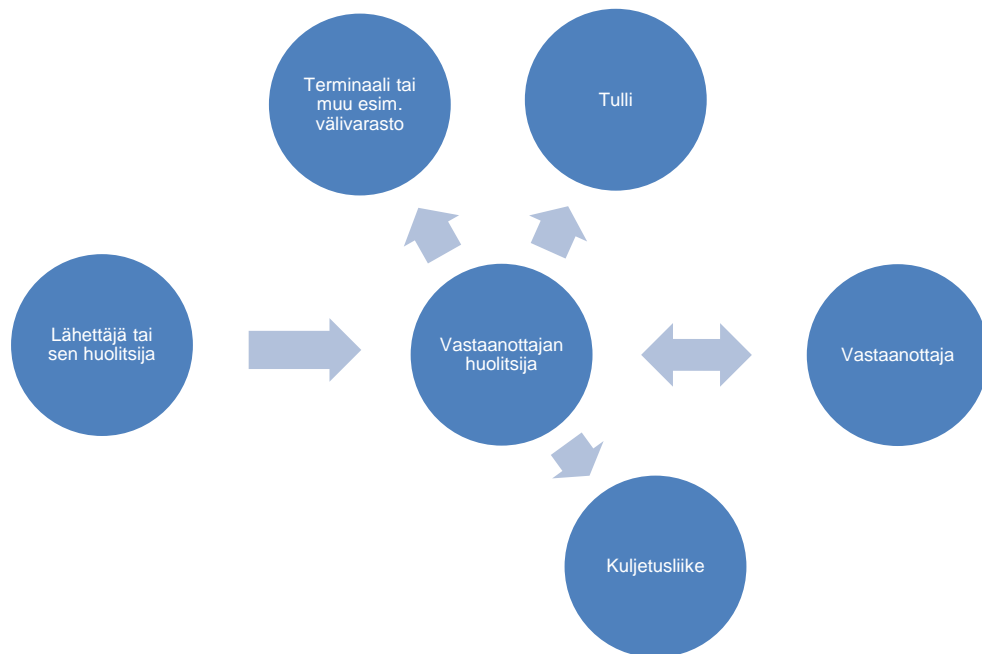 Terminaali tai
muu esim.
välivarasto
Tulli
Lähettäjä tai
sen huolitsija
Vastaanottajan
huolitsija
Vastaanottaja
Kuljetusliike